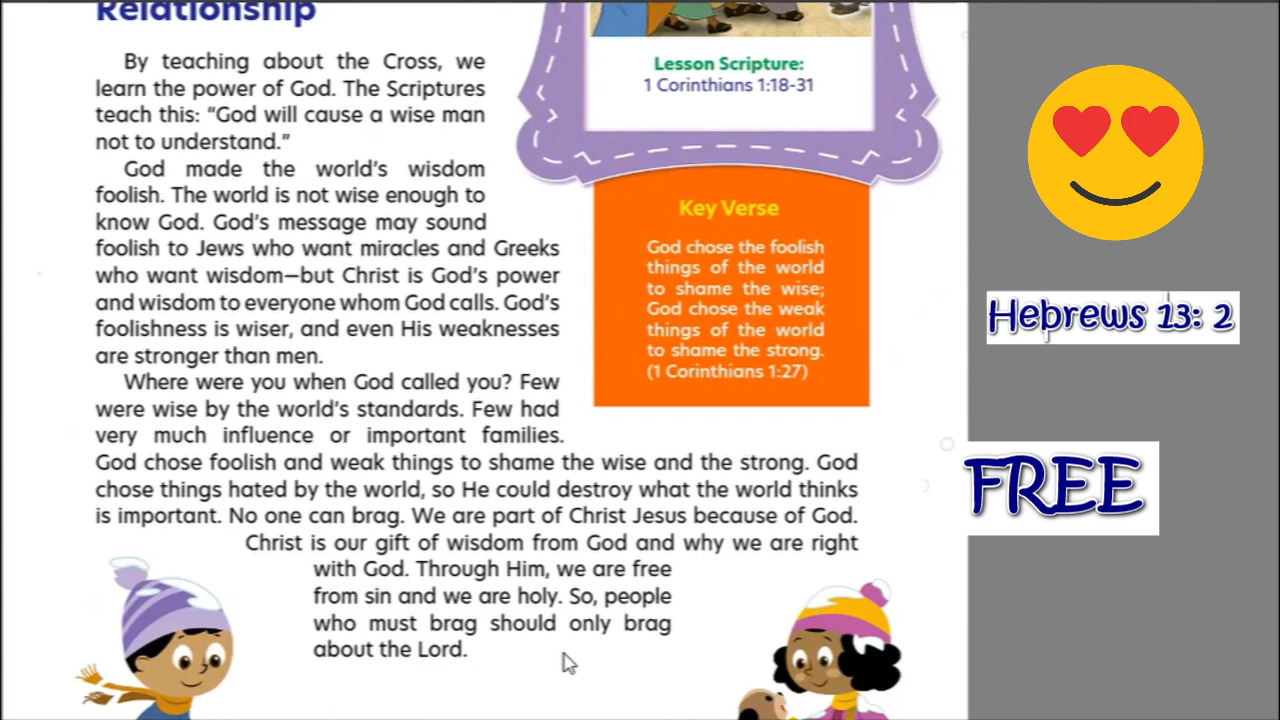 Relationship
By teaching about the Cross, we
learn the power of God. The Scriptures
teach this: "God will cause a wise man
not to understand."
God made the world's wisdom
foolish. The world is not wise enough to
know God. God's message may sound
foolish to Jews who want miracles and Greeks
who want wisdom—but Christ is God's power
and wisdom to everyone whom God calls. God's
foolishness is wiser, and even His weaknesses
are stronger than men.
Where were you when God called you? Few
were wise by the world's standards. Few had
very much influence or important families.
God chose foolish and weak things to shame the wise and the strong. God
chose things hated by the world, so He could destroy what the world thinks
is important. No one can brag. We are part of Christ Jesus because of God.
Christ is our gift of wisdom from God and why we are right
with God. Through Him, we are free
from sin and we are holy. So, people
who must brag should only brag
about the Lord.
Lesson Scripture:
1 Corinthians 1:18-31
Key Verse
God chose the foolish
things of the world
to shame the wise;
God chose the weak
things of the world
to shame the strong.
(1 Corinthians 1:27)
Hebrews 13: 2
FREE